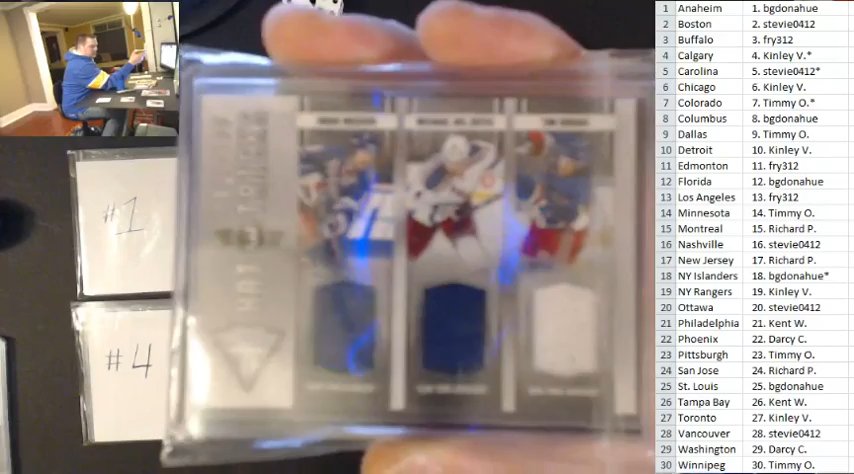 1 Anaheim 1. bgdonahue
2 Boston 2. stevie0412
3 Buffalo 3. fry312
4 Calgary 4. Kinley V.*
5 Carolina 5. stevie0412*
6 Chicago 6. Kinley V.
7 Colorado 7. Timmy O.*
8 Columbus 8. bgdonahue
9 Dallas 9. Timmy O.
10 Detroit 10. Kinley V.
11 Edmonton 11. fry312
12 Florida 12. bgdonahue
13 Los Angeles 13. fry312
14 Minnesota 14. Timmy O.
15 Montreal 15. Richard P.
16 Nashville 16. stevie0412
17 New Jersey 17. Richard P.
18 NY Islanders 18. bgdonahue*
19 NY Rangers 19. Kinley V.
20 Ottawa 20. stevie0412
21 Philadelphia 21. Kent W.
22 Phoenix 22. Darcy C.
23 Pittsburgh 23. Timmy O.
24 San Jose 24. Richard P.
25 St. Louis 25. bgdonahue
26 Tampa Bay 26. Kent W.
27 Toronto 27. Kinley V.
28 Vancouver 28. stevie0412
29 Washington 29. Darcy C.
30 Winnipeg 30. Timmy O.
#1
#4
HAT TRICKS